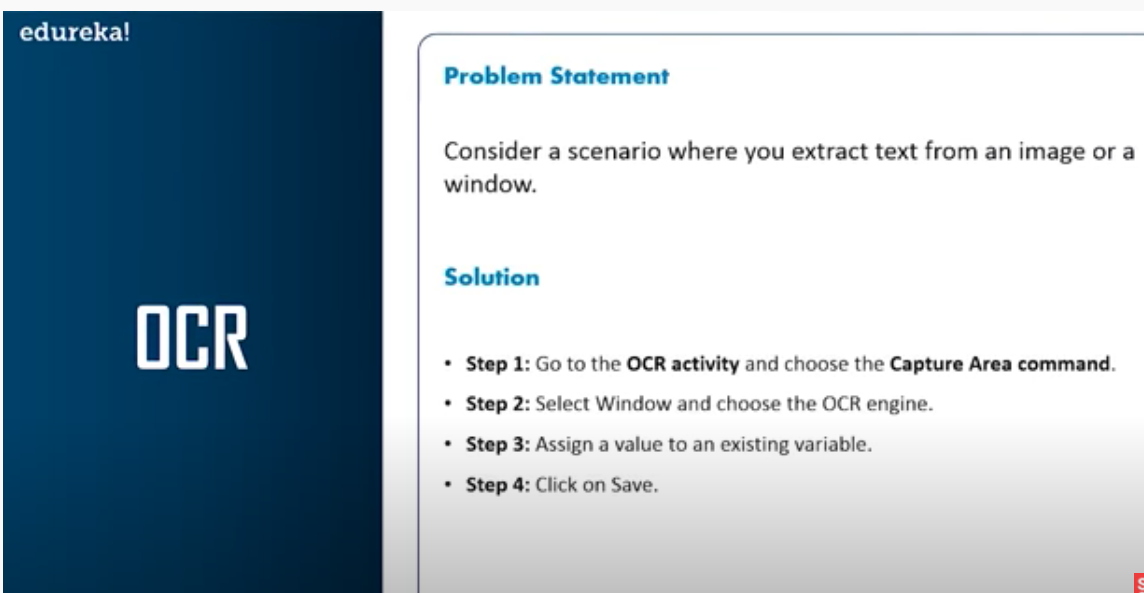 edureka!
OCR
Problem Statement
Consider a scenario where you extract text from an image or a
window.
Solution
• Step 1: Go to the OCR activity and choose the Capture Area command.
• Step 2: Select Window and choose the OCR engine.
• Step 3: Assign a value to an existing variable.
• Step 4: Click on Save.